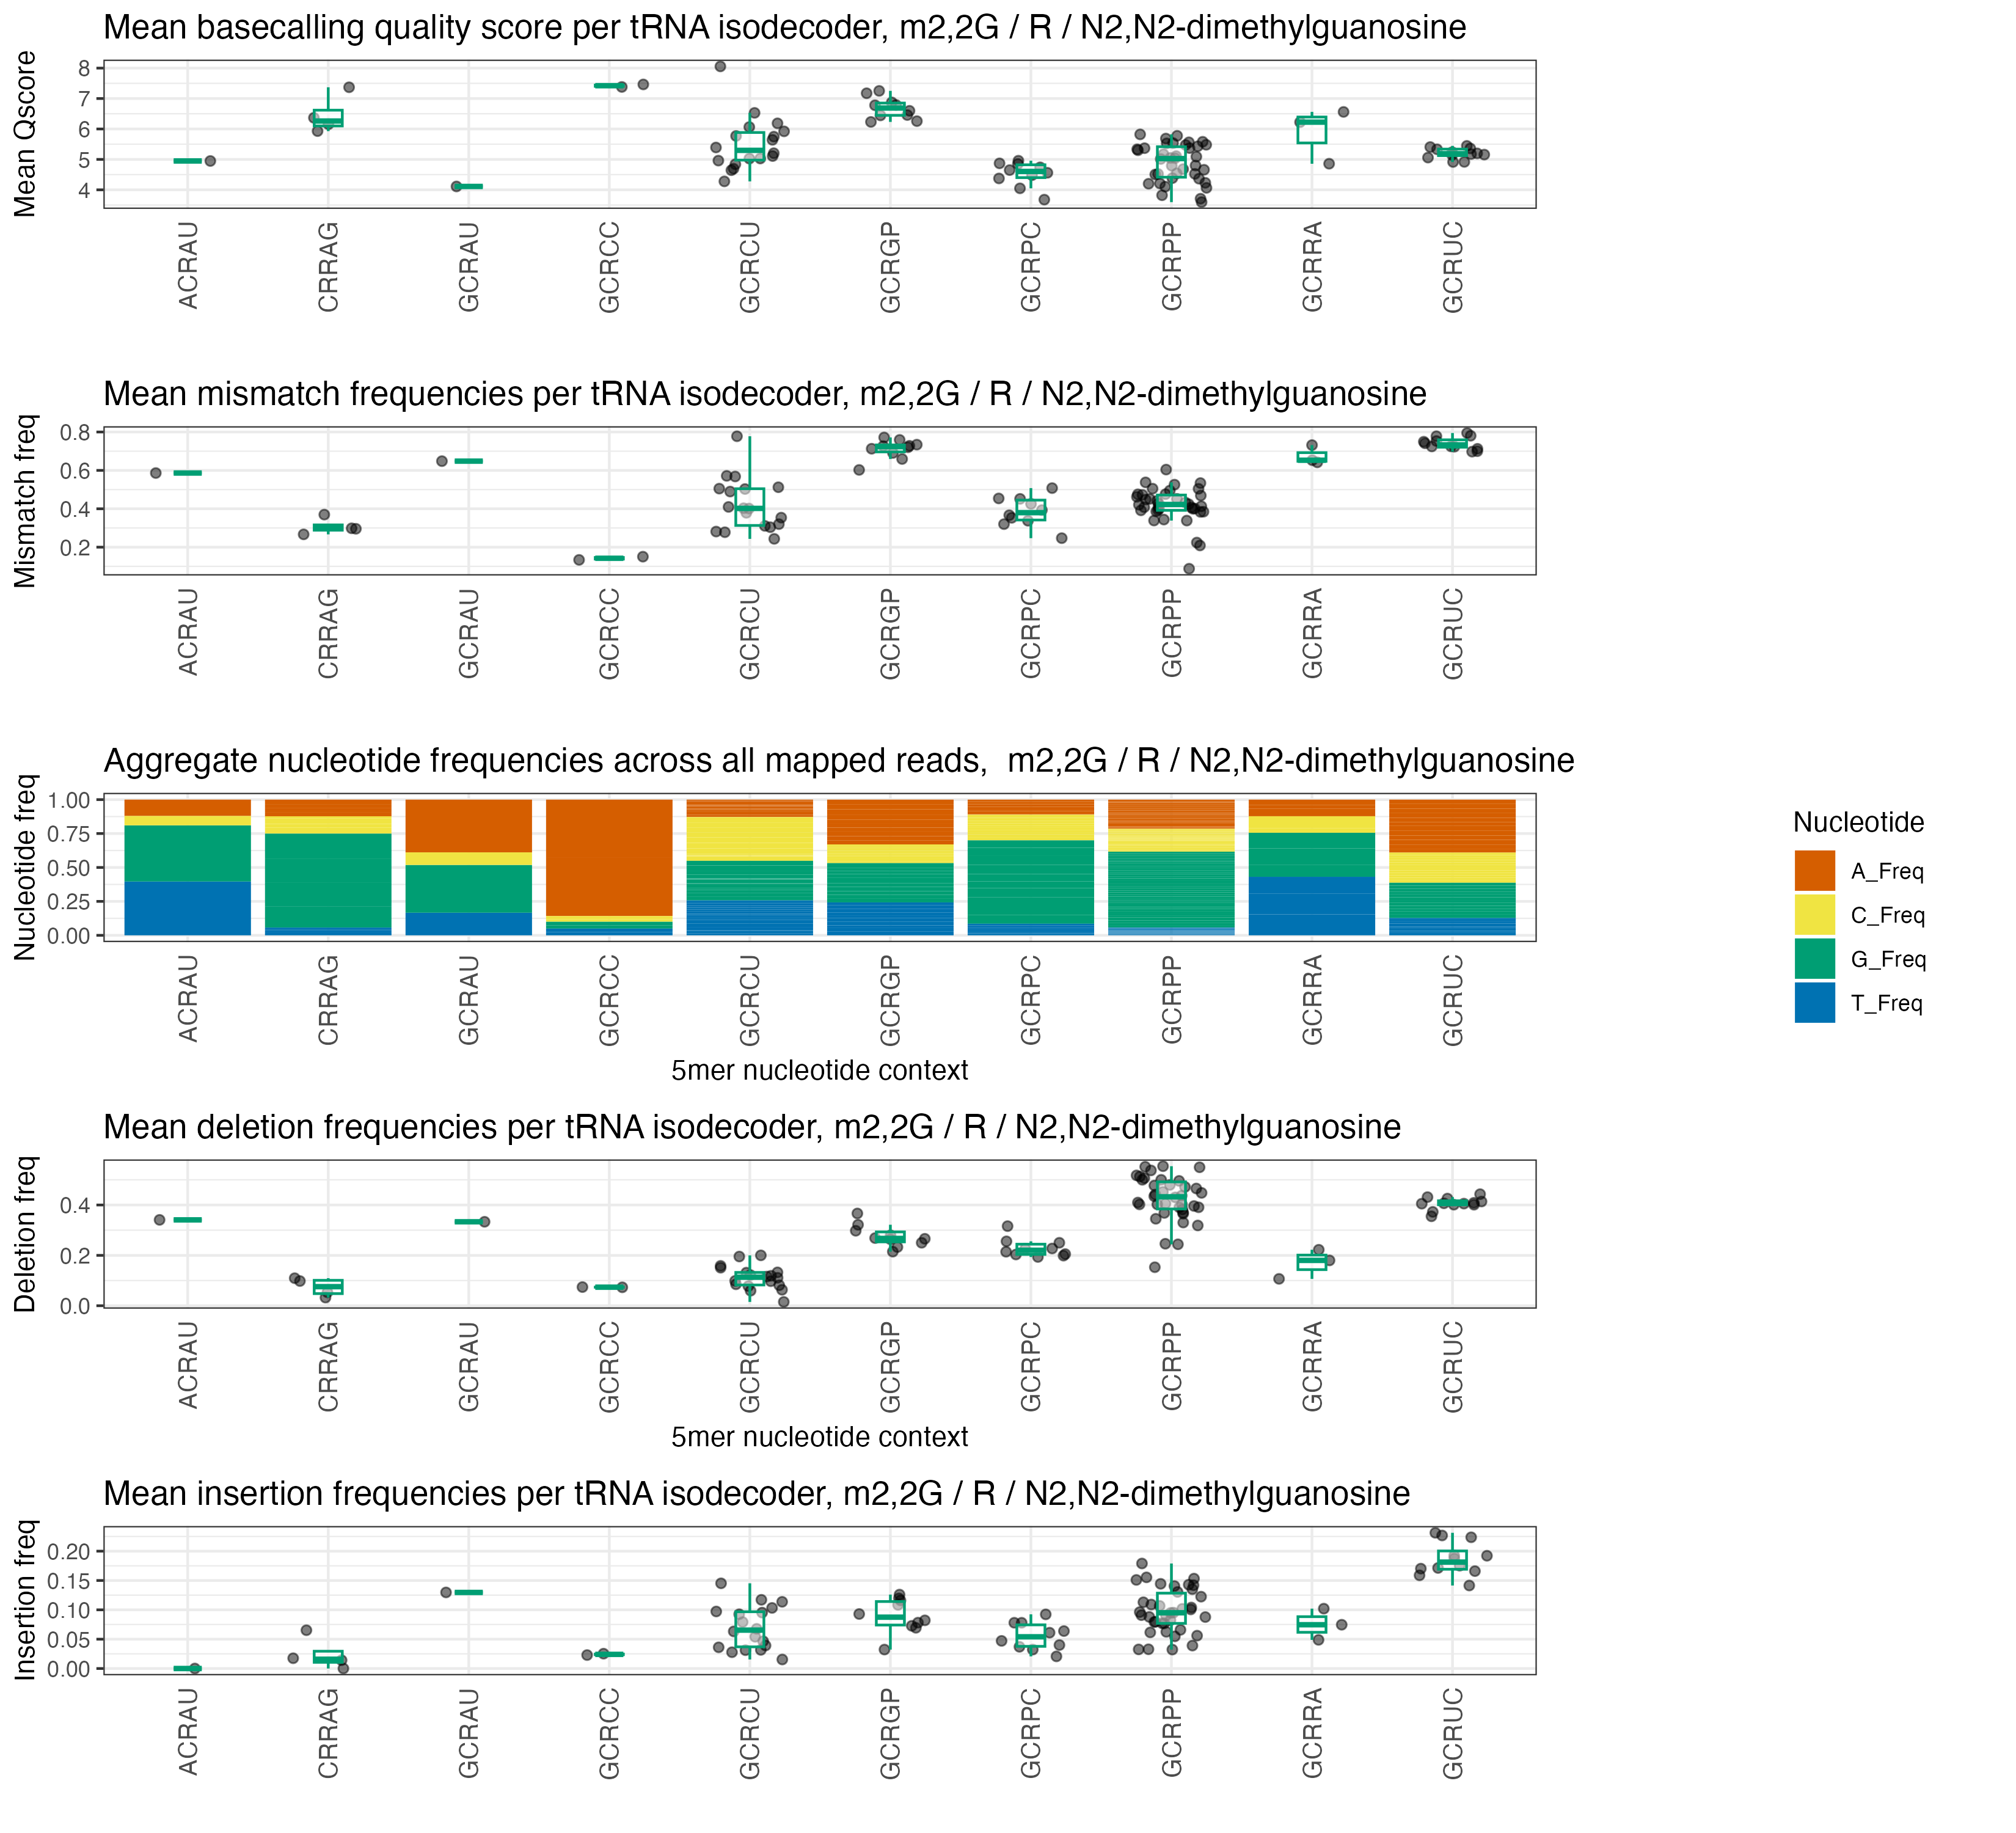 Mean basecalling quality score per tRNA isodecoder, m2,2G / R / N2,N2-dimethylguanosine
Mean Qscore
8
7
6
5
4
ACRAU
CRRAG
GCRAU
GCRCC
GCRCU
GCRGP
GCRPC
GCRPP
GCRRA
GCRUC
Mean mismatch frequencies per tRNA isodecoder, m2,2G / R / N2,N2-dimethylguanosine
Mismatch freq
0.8
0.6
0.4
0.2
ACRAU
CRRAG
GCRAU
GCRCC
GCRCU
GCRGP
GCRPC
GCRPP
GCRRA
GCRUC
Aggregate nucleotide frequencies across all mapped reads,  m2,2G / R / N2,N2-dimethylguanosine
Nucleotide freq
1.00
0.75
0.50
0.25
0.00
ACRAU
CRRAG
GCRAU
GCRCC
GCRCU
GCRGP
GCRPC
GCRPP
GCRRA
GCRUC
5mer nucleotide context
Nucleotide
A_Freq
C_Freq
G_Freq
T_Freq
Mean deletion frequencies per tRNA isodecoder, m2,2G / R / N2,N2-dimethylguanosine
Deletion freq
0.4
0.2
0.0
ACRAU
CRRAG
GCRAU
GCRCC
GCRCU
GCRGP
GCRPC
GCRPP
GCRRA
GCRUC
5mer nucleotide context
Mean insertion frequencies per tRNA isodecoder, m2,2G / R / N2,N2-dimethylguanosine
Insertion freq
0.20
0.15
0.10
0.05
0.00
ACRAU
CRRAG
GCRAU
GCRCC
GCRCU
GCRGP
GCRPC
GCRPP
GCRRA
GCRUC